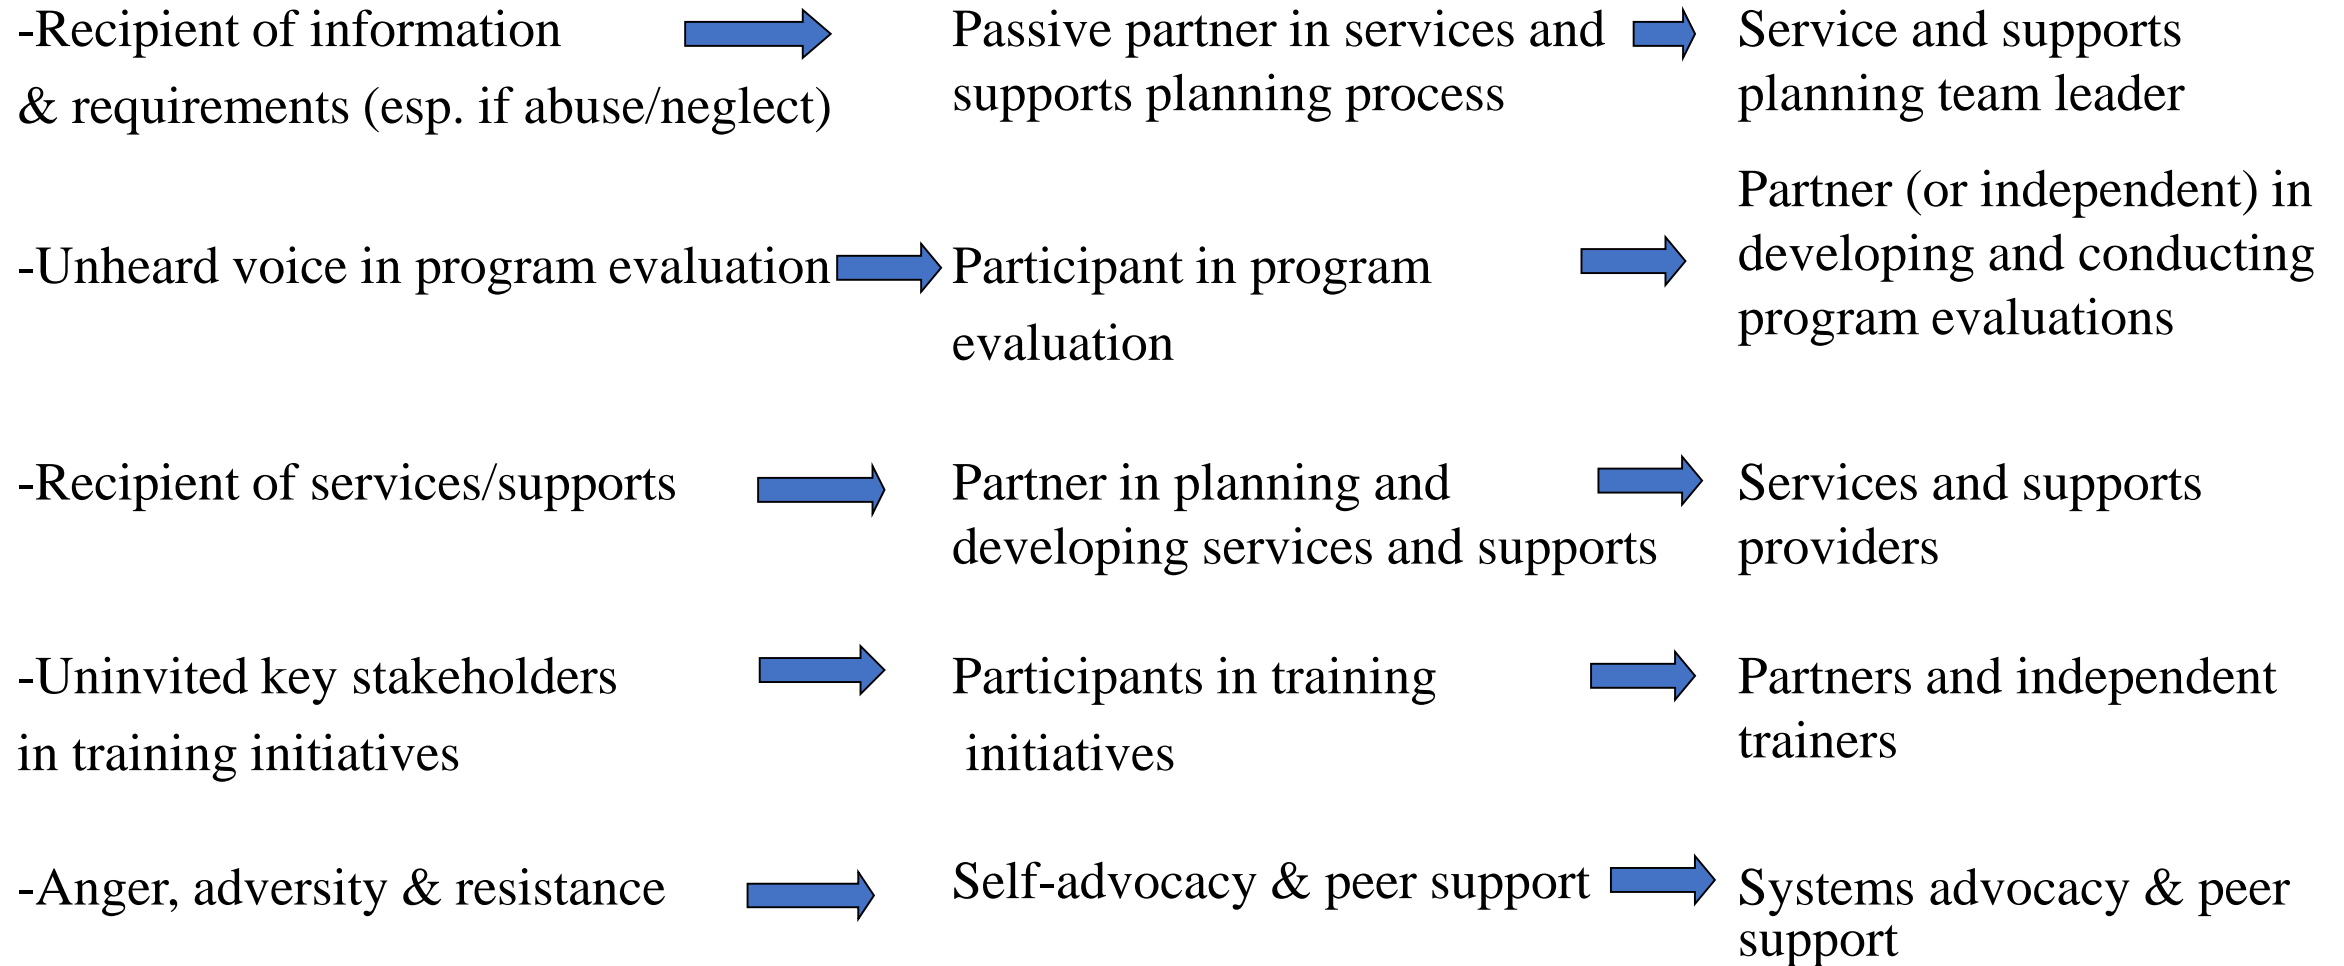 -Recipient of information
& requirements (esp. if abuse/neglect)
Passive partner in services and
supports planning process
Service and supports
planning team leader
-Unheard voice in program evaluation
Participant in program
evaluation
Partner (or independent) in
developing and conducting
program evaluations
-Recipient of services/supports
Partner in planning and
developing services and supports
Services and supports
providers
-Uninvited key stakeholders
in training initiatives
Participants in training
initiatives
Partners and independent
trainers
-Anger, adversity & resistance
Self-advocacy & peer support
Systems advocacy & peer
support